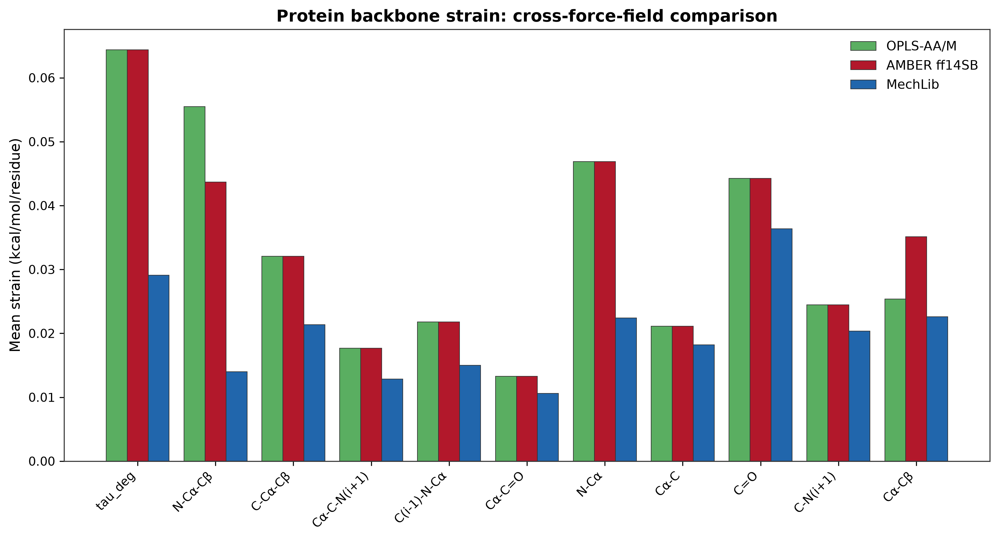 Protein backbone strain: cross-force-field comparison
OPLS-AA/M
AMBER ff14SB
MechLib
Mean strain (kcal/mol/residue)
0.06
0.05
0.04
0.03
0.02
0.01
0.00
tau_deg
N-Cα-Cβ
C-Cα-Cβ
Cα-C-N(i+1)
C(i-1)-N-Cα
Cα-C=O
N-Cα
Cα-C
C=O
C-N(i+1)
Cα-Cβ